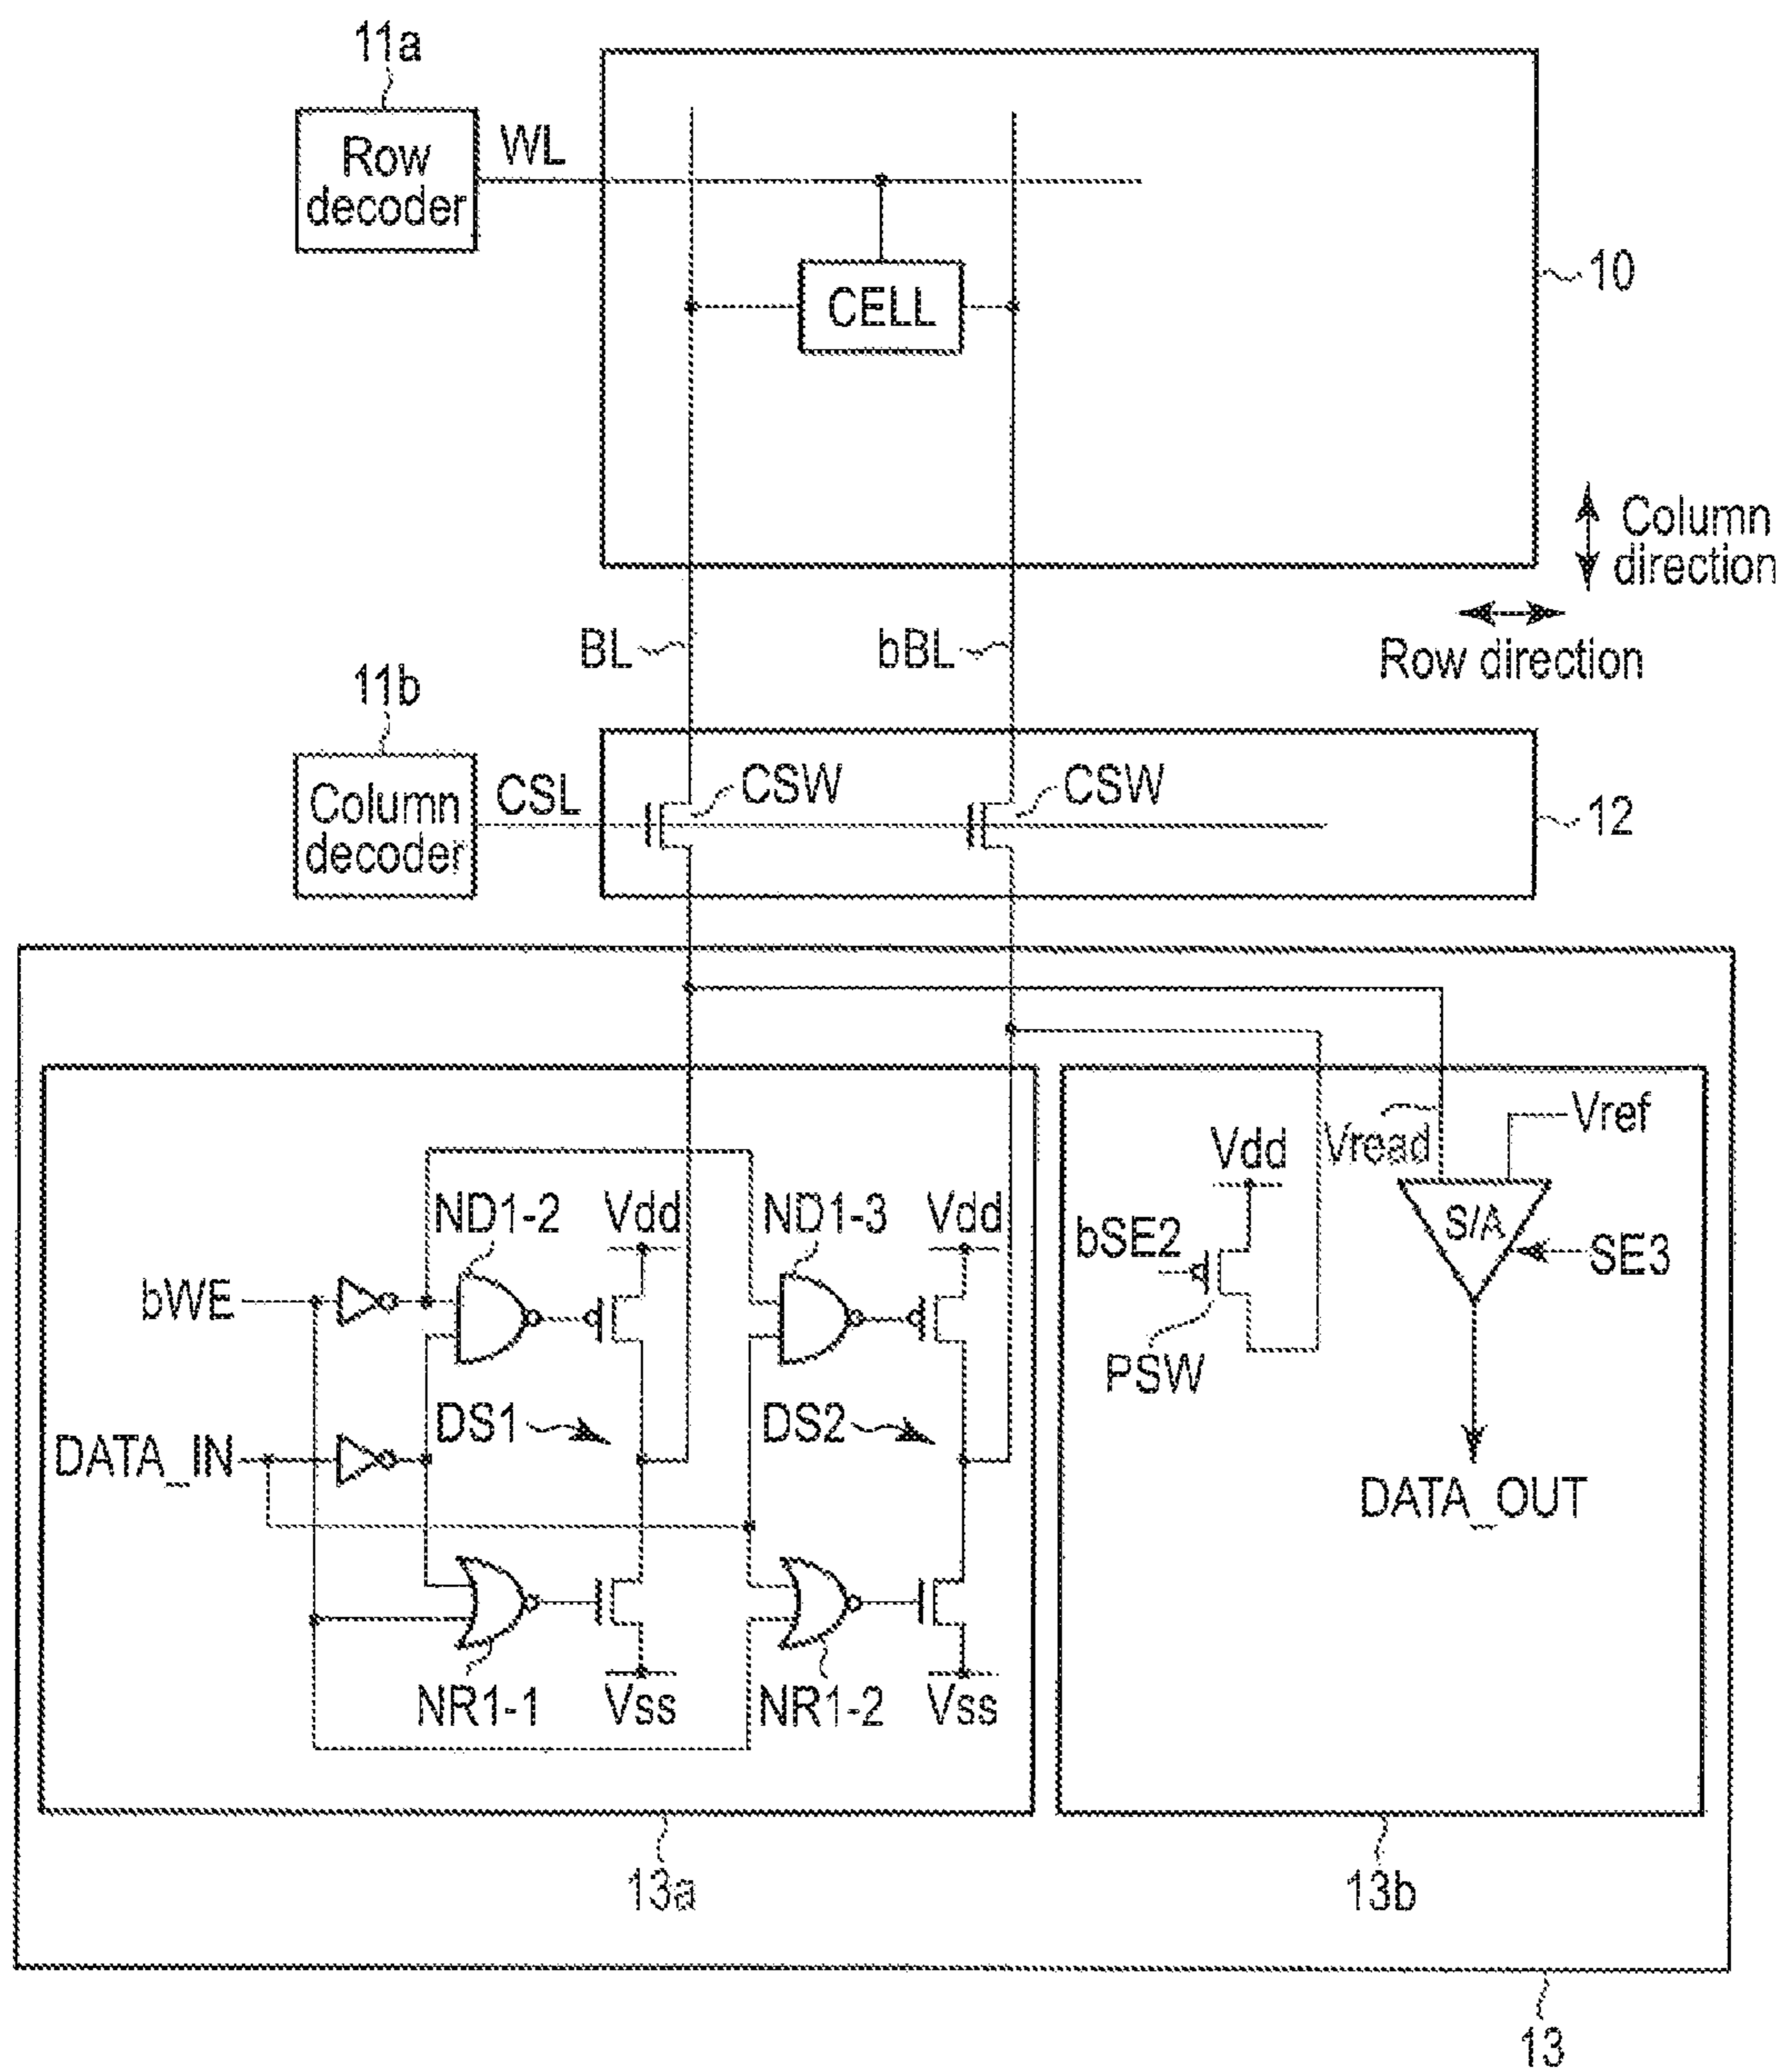 11a
Row
decoder
WL
CELL
10
Column
direction
Row direction
BL
bBL
11b
Column
decoder
CSL
CSW
CSW
12
Vref
Vread
Vdd
S/A
bSE2
SE3
PSW
DATA_OUT
ND1-2
Vdd
ND1-3
Vdd
bWE
DS1
DS2
DATA_IN
NR1-1
Vss
NR1-2
Vss
13a
13b
13